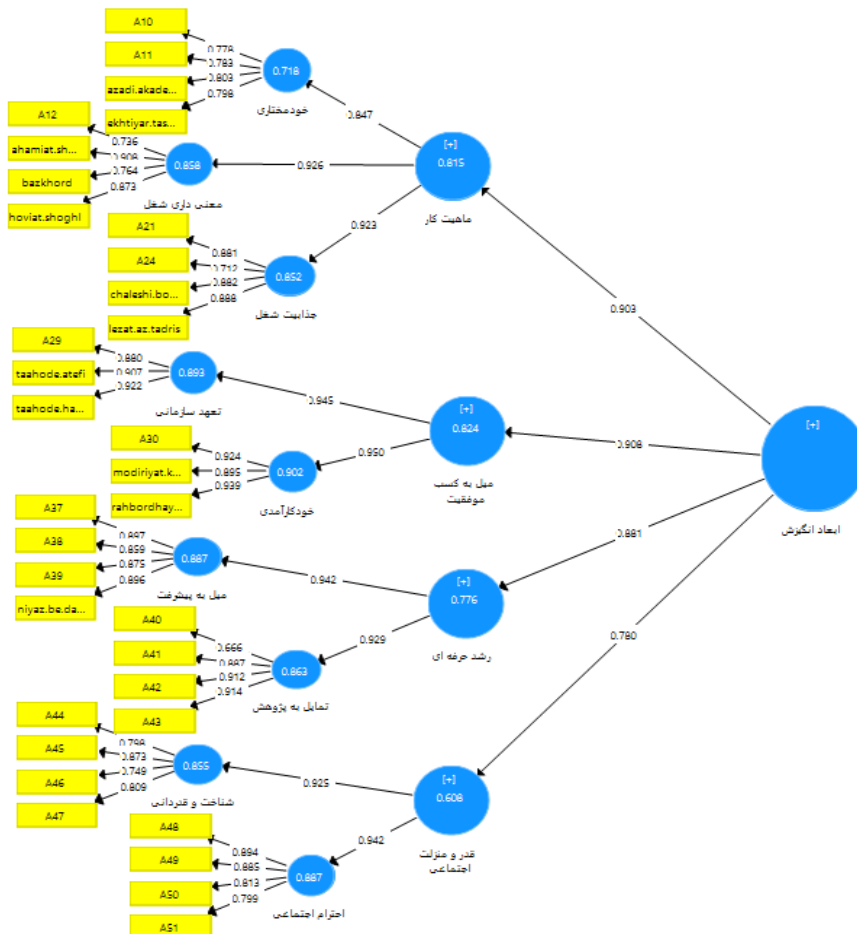 A10
A11
azadi.akade...
ekhtiyar.tas...
0.778
0.783
0.803
0.798
0.718
خودمختاری
0.847
A12
ahamiat.sh...
bazkhord
hoviat.shoghl
0.736
0.908
0.764
0.873
0.858
معنی داری شغل
0.926
[+]
0.815
ماهیت کار
A21
A24
chaleshi.bo...
lezat.az.tadris
0.881
0.712
0.882
0.888
0.852
جذابیت شغل
0.923
0.903
A29
taahode.atefi
taahode.ha...
0.880
0.907
0.922
0.893
تعهد سازمانی
0.945
[+]
0.824
میل به کسب
موفقیت
0.908
[+]
ابعاد انگیزش
A30
modiriyat.k...
rahbordhay...
0.924
0.895
0.939
0.902
خودکارآمدی
0.950
A37
A38
A39
niyaz.be.da...
0.859
0.875
0.896
0.887
میل به پیشرفت
0.942
[+]
0.776
رشد حرفه ای
0.881
A40
A41
A42
A43
0.666
0.887
0.912
0.914
0.863
تمایل به پژوهش
0.929
0.780
A44
A45
A46
A47
0.798
0.873
0.749
0.809
0.855
شناخت و قدردانی
0.925
[+]
0.608
قدر و منزلت
اجتماعی
A48
A49
A50
A51
0.894
0.885
0.813
0.799
0.887
احترام اجتماعی
0.942